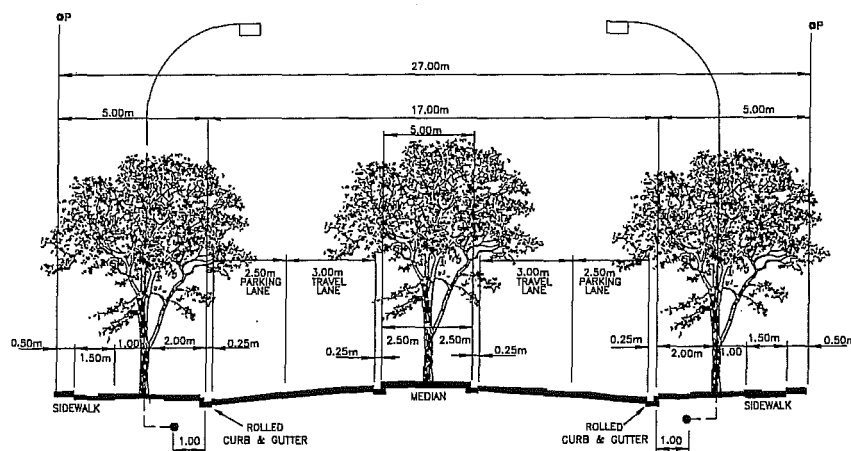 P
P
27.00m
5.00m
17.00m
5.00m
5.00m
2.50m
PARKING
LANE
3.00m
TRAVEL
LANE
3.00m
TRAVEL
LANE
2.50m
PARKING
LANE
0.50m
1.50m
1.00
2.00m
0.25m
0.25m
2.50m
2.50m
0.25m
0.25m
2.00m
1.00
1.50m
0.50m
SIDEWALK
MEDIAN
SIDEWALK
ROLLED
CURB & GUTTER
ROLLED
CURB & GUTTER
1.00
1.00